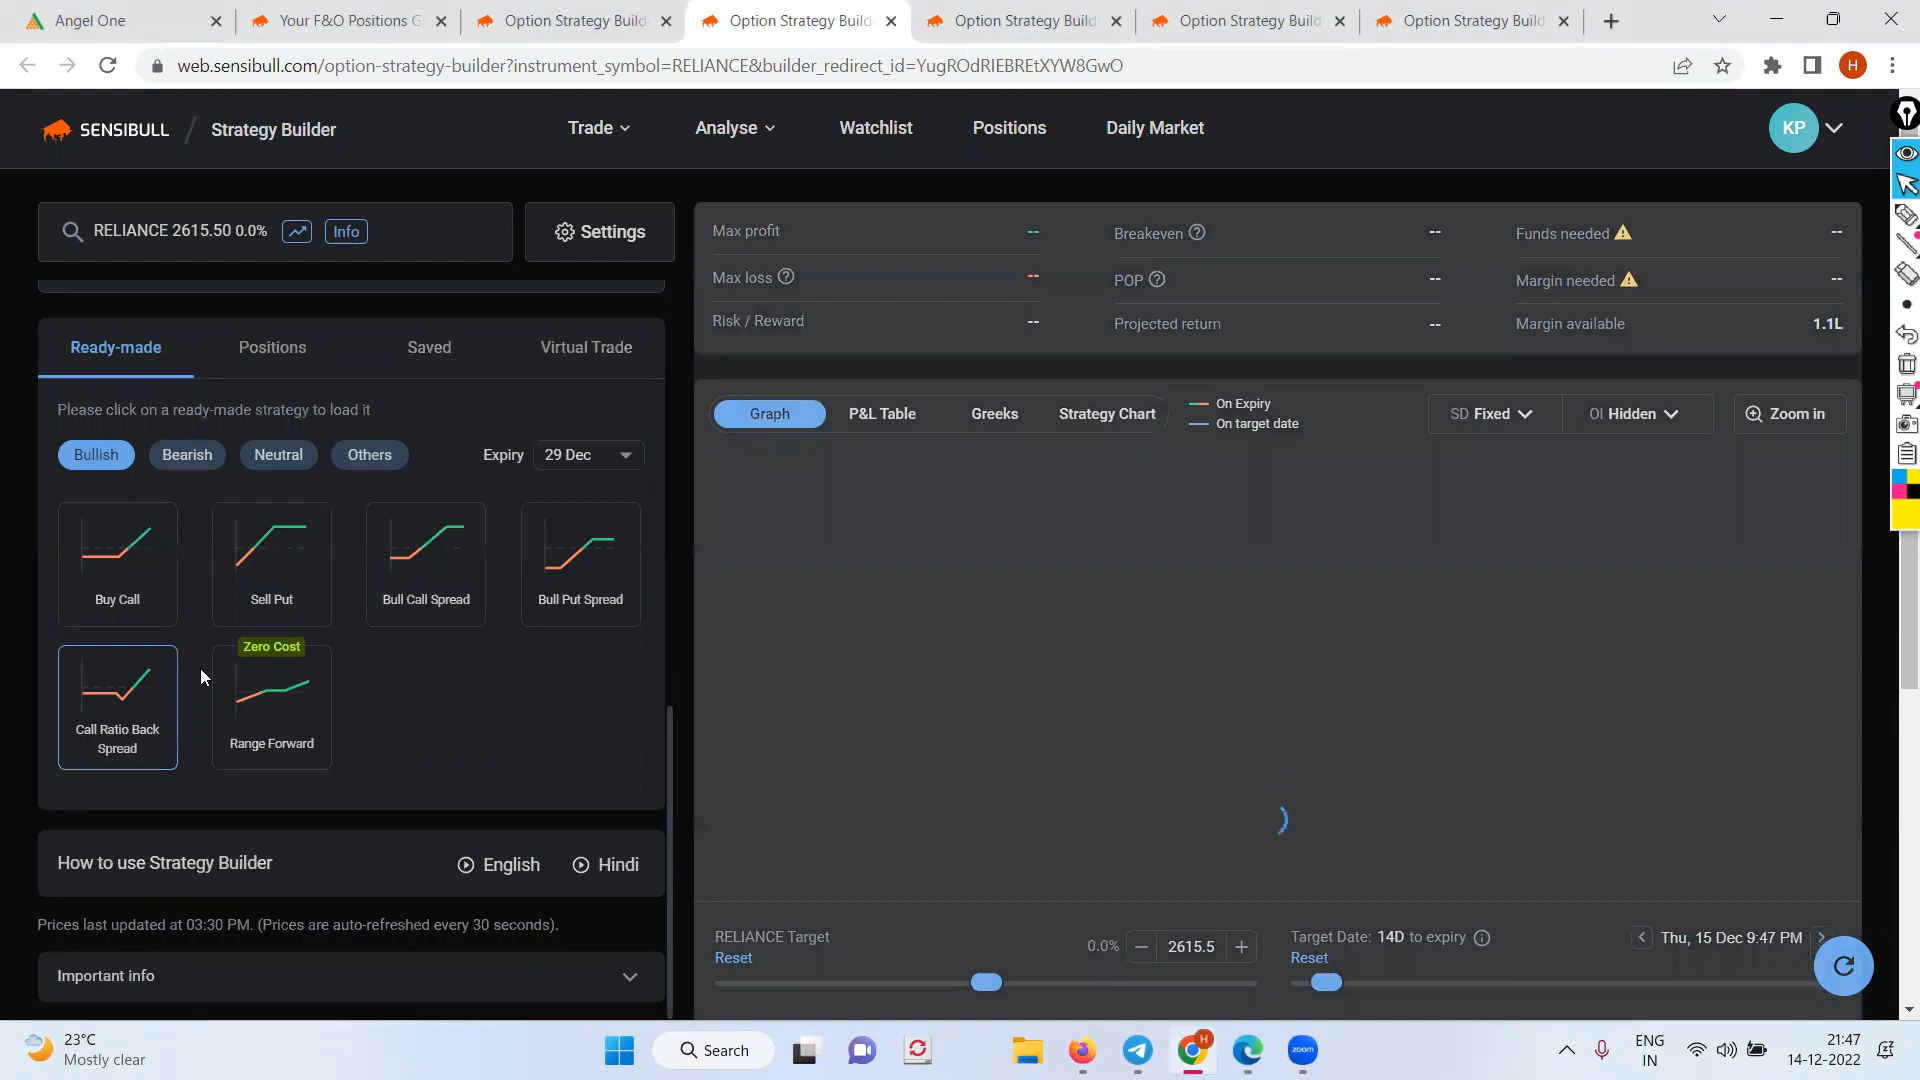 Angel One
Your F&O Positions G
Option Strategy Build
Option Strategy Build
Option Strategy Build
Option Strategy Build
Option Strategy Build
web.sensibull.com/option-strategy-builder?instrument_symbol=RELIANCE&builder_redirect_id=YugROdRIEBREtXYW8GwO
H
SENSIBULL / Strategy Builder
Trade
Analyse
Watchlist
Positions
Daily Market
KP
RELIANCE 2615.50 0.0%
Info
Settings
Max profit --
Max loss --
Risk / Reward --
Breakeven --
POP --
Projected return --
Funds needed --
Margin needed --
Margin available 1.1L
Ready-made
Positions
Saved
Virtual Trade
Please click on a ready-made strategy to load it
Bullish
Bearish
Neutral
Others
Expiry 29 Dec
Buy Call
Sell Put
Bull Call Spread
Bull Put Spread
Zero Cost
Call Ratio Back
Spread
Range Forward
How to use Strategy Builder
English
Hindi
Prices last updated at 03:30 PM. (Prices are auto-refreshed every 30 seconds).
Important info
Graph
P&L Table
Greeks
Strategy Chart
On Expiry
On target date
SD Fixed
OI Hidden
Zoom in
RELIANCE Target
Reset
0.0% − 2615.5 +
Target Date: 14D to expiry
Reset
Thu, 15 Dec 9:47 PM
23°C
Mostly clear
Search
H
zoom
ENG
IN
21:47
14-12-2022